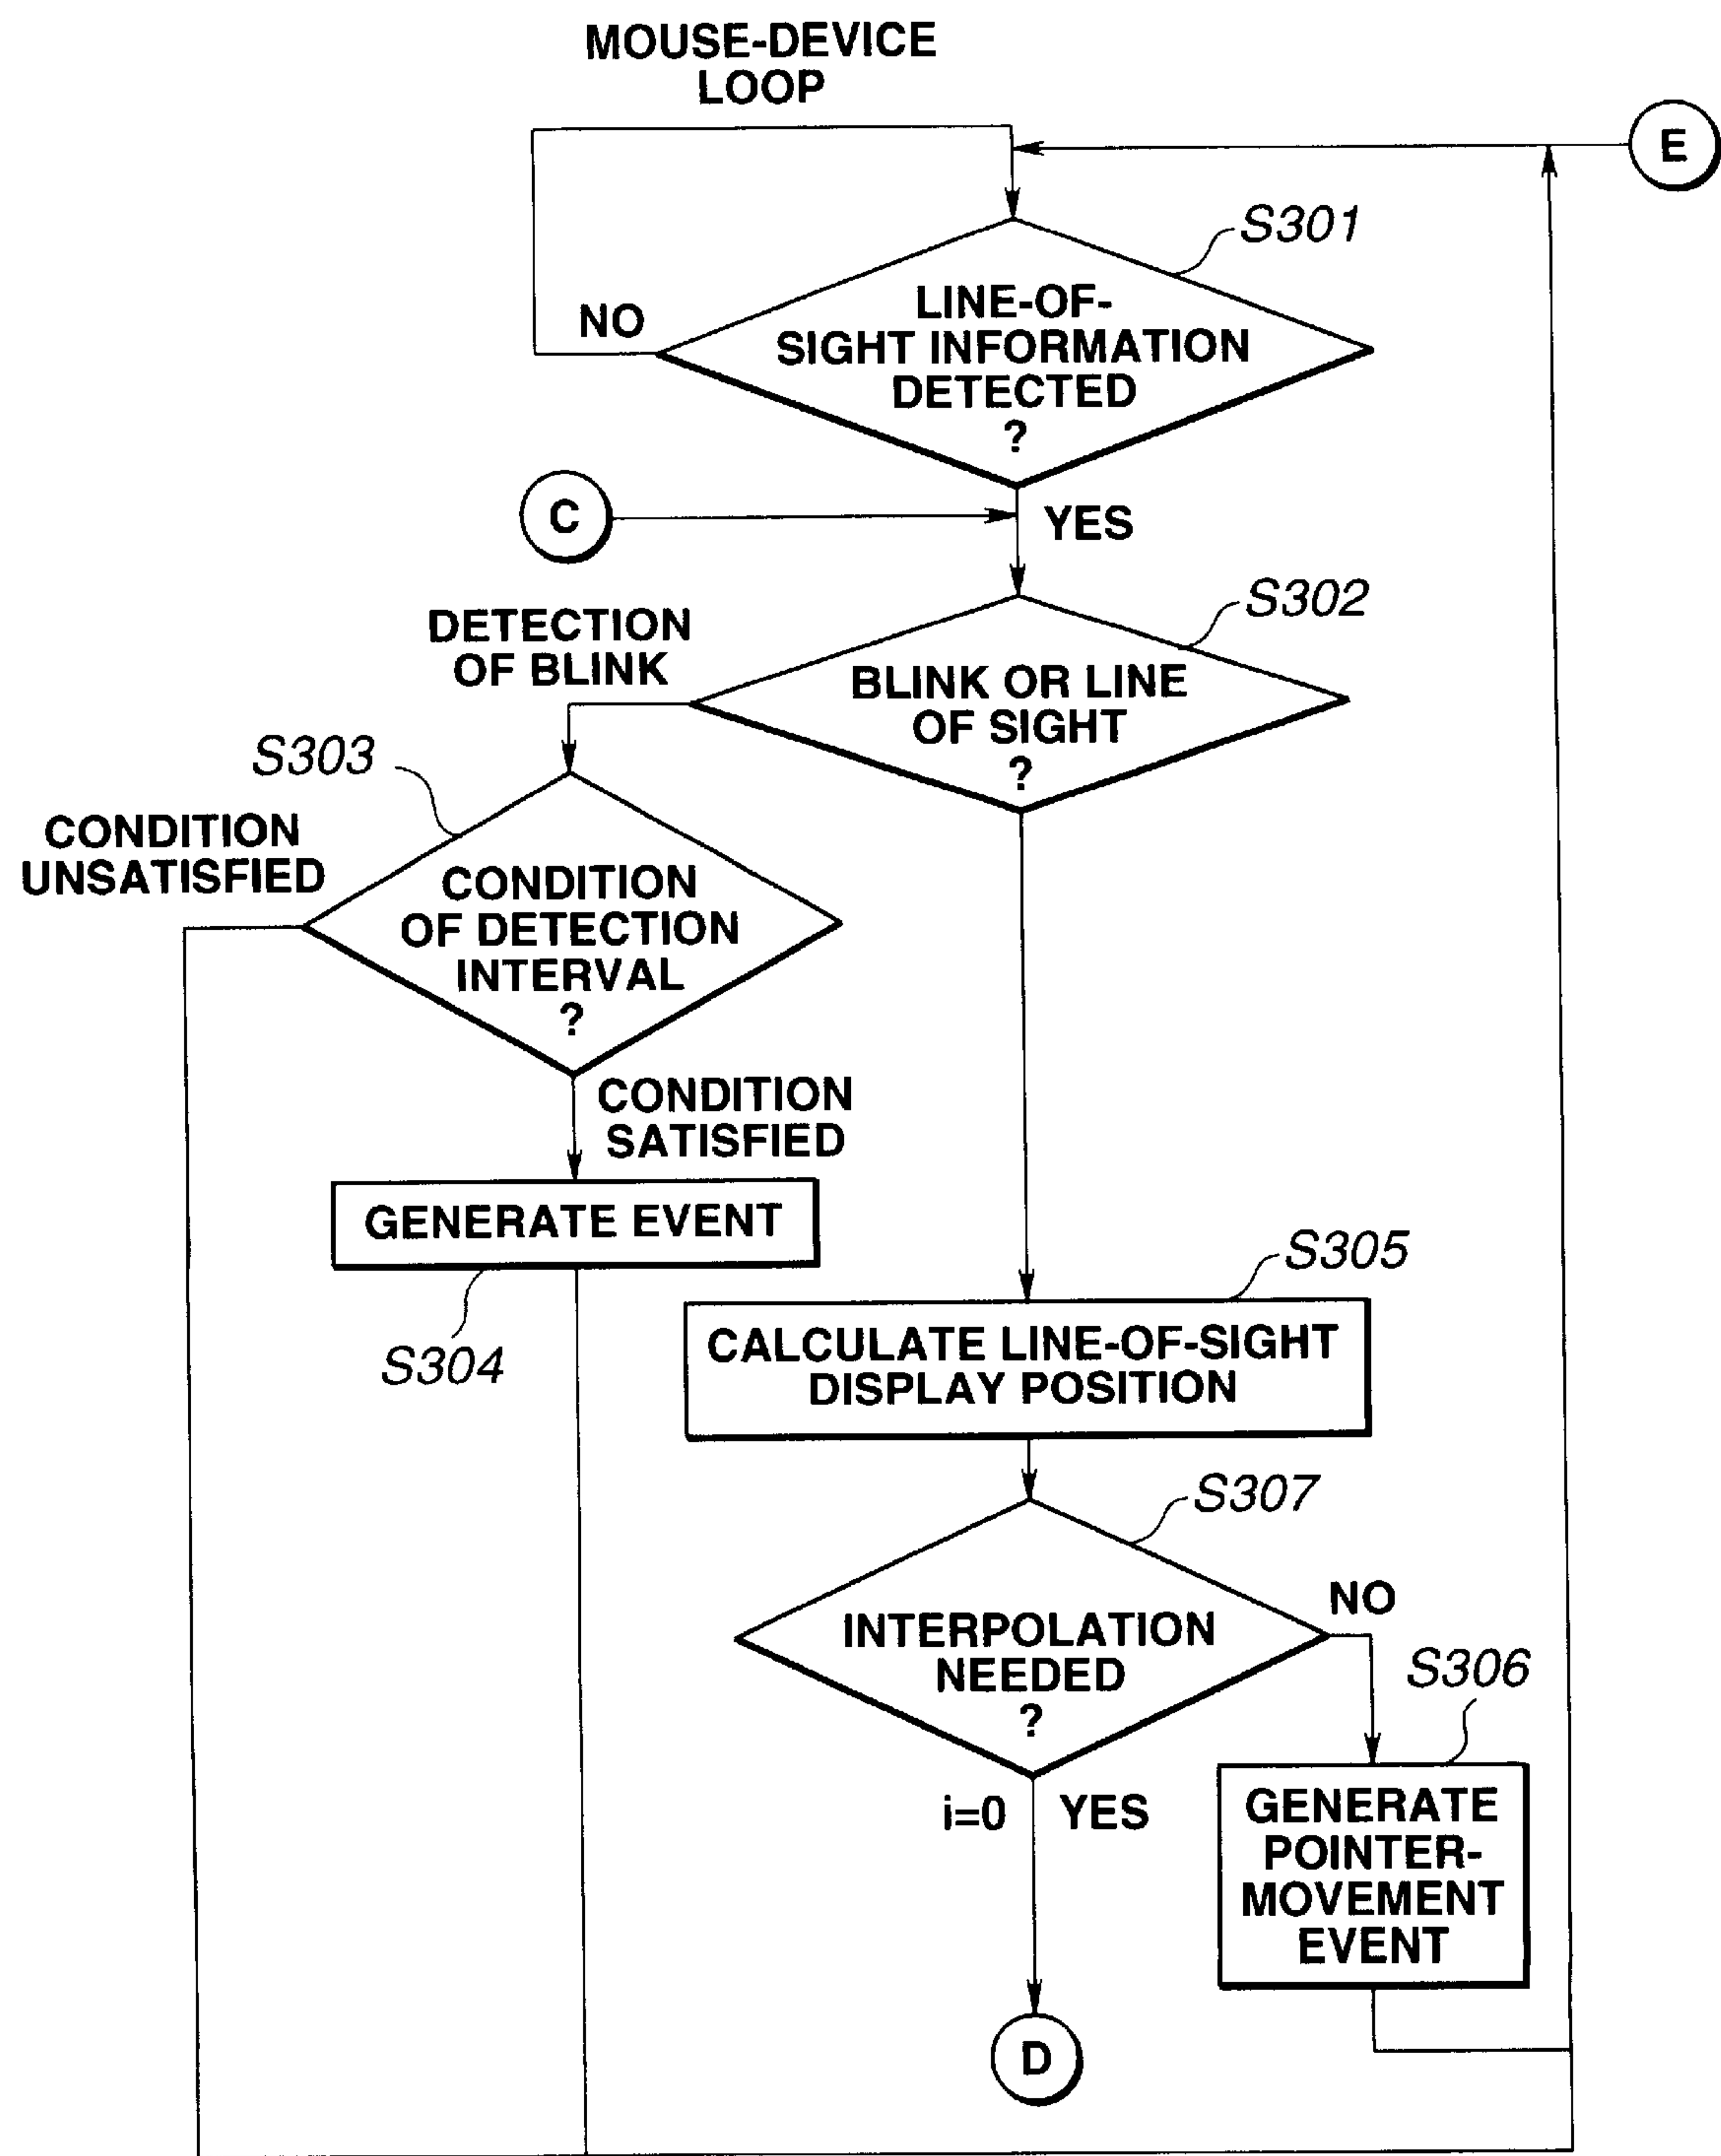 MOUSE-DEVICE
LOOP
E
S301
LINE-OF-
SIGHT INFORMATION
DETECTED
?
NO
C
YES
S302
DETECTION
OF BLINK
BLINK OR LINE
OF SIGHT
?
S303
CONDITION
UNSATISFIED
CONDITION
OF DETECTION
INTERVAL
?
CONDITION
SATISFIED
GENERATE EVENT
S304
S305
CALCULATE LINE-OF-SIGHT
DISPLAY POSITION
S307
INTERPOLATION
NEEDED
?
NO
S306
i=0 YES
GENERATE
POINTER-
MOVEMENT
EVENT
D